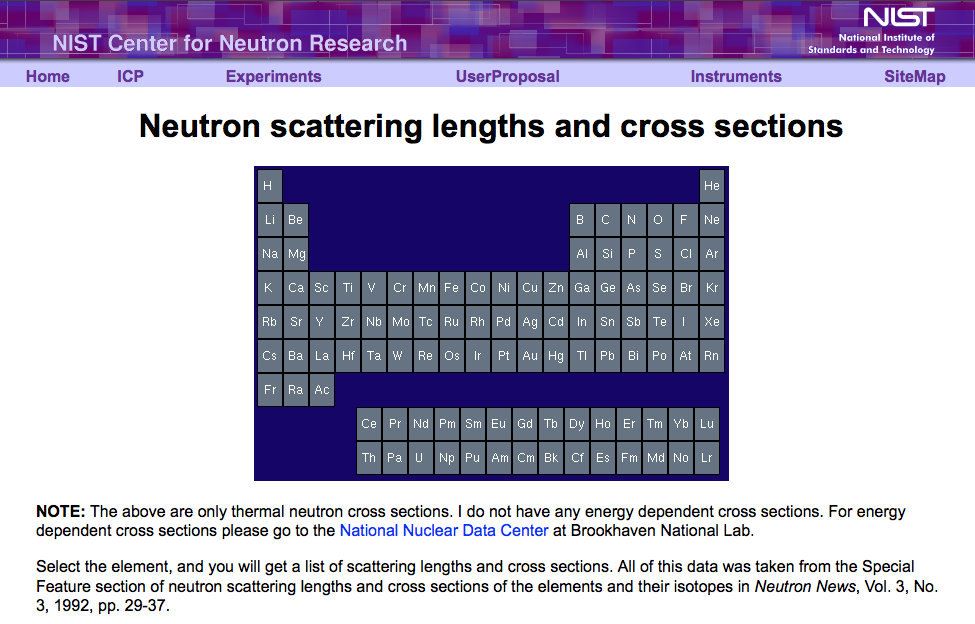 NIST Center for Neutron Research
NIST
National Institute of
Standards and Technology
Home ICP Experiments UserProposal Instruments SiteMap
Neutron scattering lengths and cross sections
H He
Li Be B C N O F Ne
Na Mg Al Si P S Cl Ar
K Ca Sc Ti V Cr Mn Fe Co Ni Cu Zn Ga Ge As Se Br Kr
Rb Sr Y Zr Nb Mo Tc Ru Rh Pd Ag Cd In Sn Sb Te I Xe
Cs Ba La Hf Ta W Re Os Ir Pt Au Hg Tl Pb Bi Po At Rn
Fr Ra Ac
Ce Pr Nd Pm Sm Eu Gd Tb Dy Ho Er Tm Yb Lu
Th Pa U Np Pu Am Cm Bk Cf Es Fm Md No Lr
NOTE: The above are only thermal neutron cross sections. I do not have any energy dependent cross sections. For energy
dependent cross sections please go to the National Nuclear Data Center at Brookhaven National Lab.
Select the element, and you will get a list of scattering lengths and cross sections. All of this data was taken from the Special
Feature section of neutron scattering lengths and cross sections of the elements and their isotopes in Neutron News, Vol. 3, No.
3, 1992, pp. 29-37.